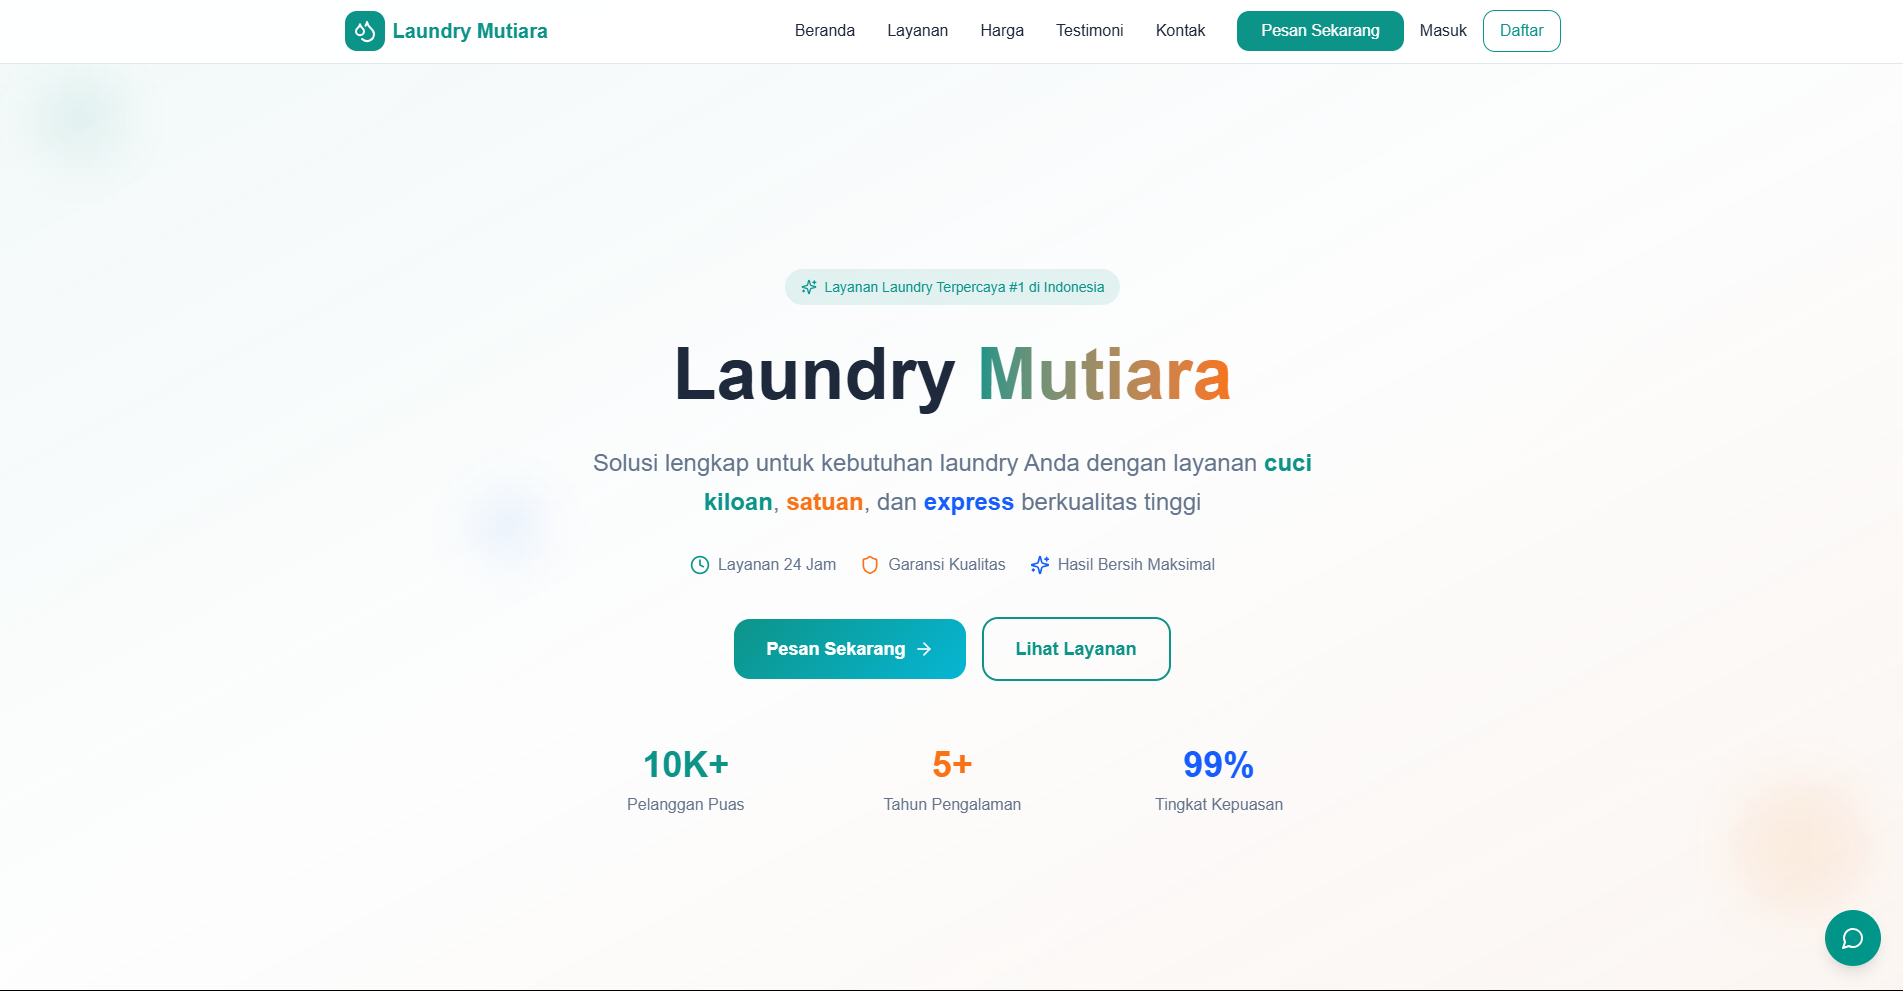 Laundry Mutiara
Beranda
Layanan
Harga
Testimoni
Kontak
Pesan Sekarang
Masuk
Daftar
Layanan Laundry Terpercaya #1 di Indonesia
Laundry Mutiara
Solusi lengkap untuk kebutuhan laundry Anda dengan layanan cuci
kiloan, satuan, dan express berkualitas tinggi
Layanan 24 Jam
Garansi Kualitas
Hasil Bersih Maksimal
Pesan Sekarang
Lihat Layanan
10K+
Pelanggan Puas
5+
Tahun Pengalaman
99%
Tingkat Kepuasan